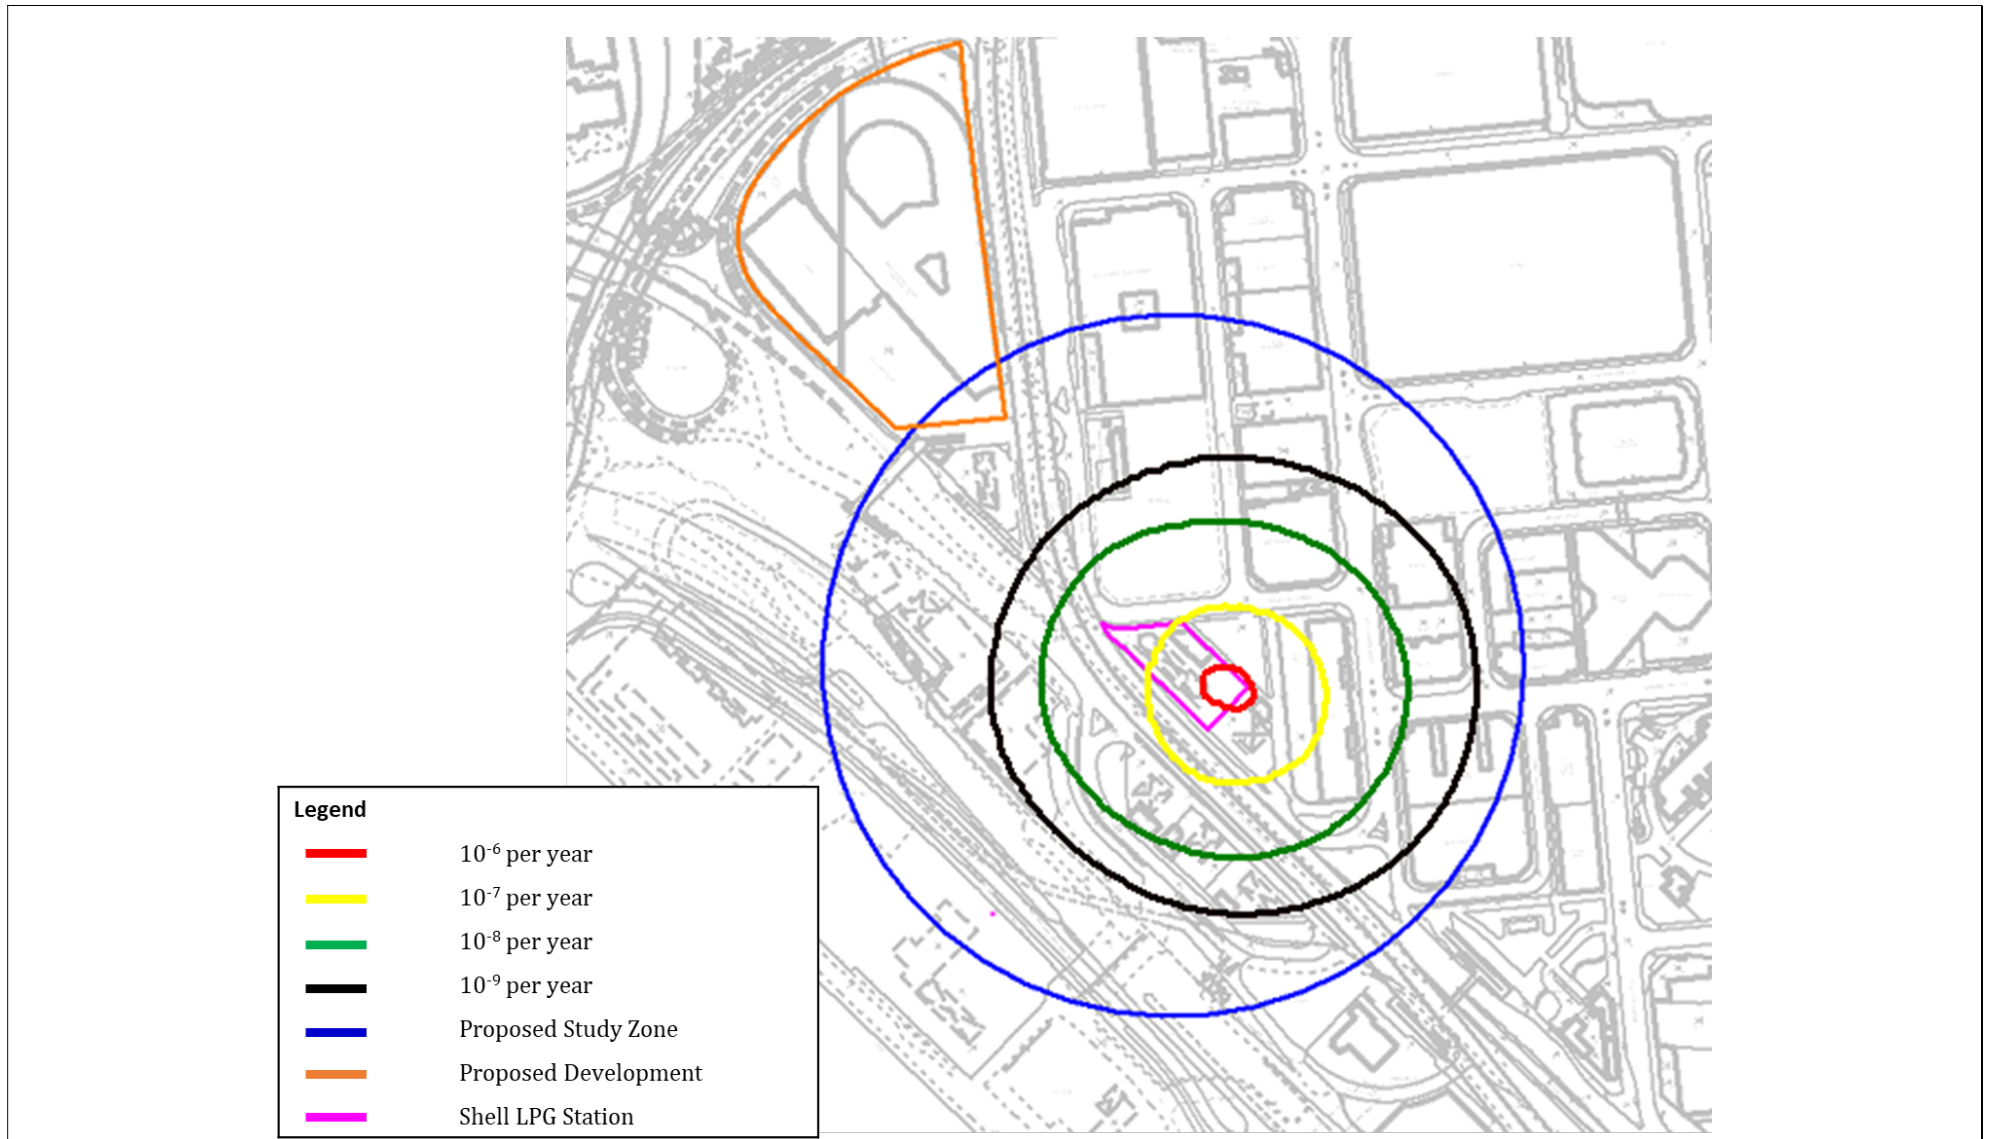 Legend
10-6 per year
10-7 per year
10-8 per year
10-9 per year
Proposed Study Zone
Proposed Development
Shell LPG Station